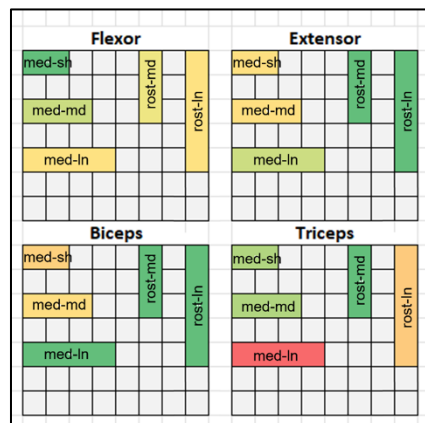 Flexor
med-sh
med-md
med-ln
rost-md
rost-ln
Extensor
med-sh
med-md
med-ln
rost-md
rost-ln
Biceps
med-sh
med-md
med-ln
rost-md
rost-ln
Triceps
med-sh
med-md
med-ln
rost-md
rost-ln